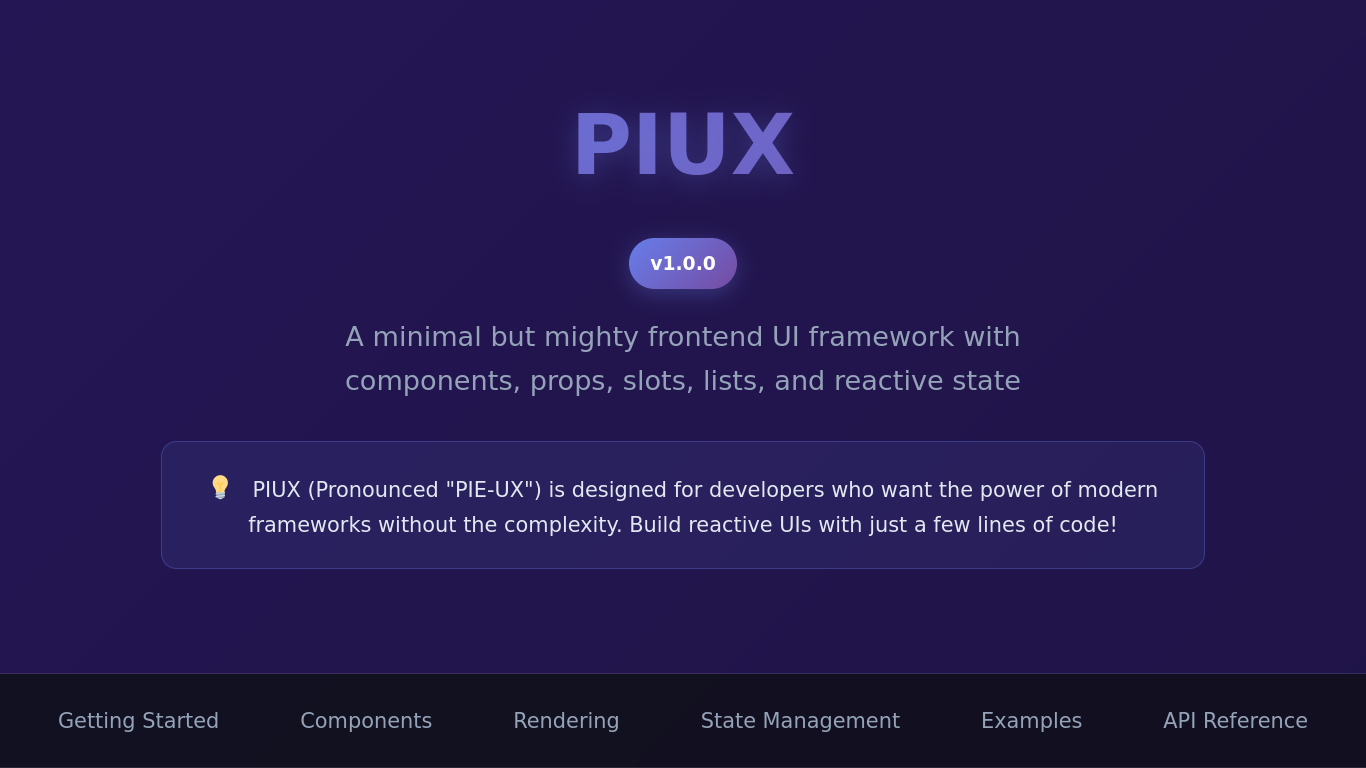 PIUX
v1.0.0
A minimal but mighty frontend UI framework with
components, props, slots, lists, and reactive state
PIUX (Pronounced "PIE-UX") is designed for developers who want the power of modern
frameworks without the complexity. Build reactive UIs with just a few lines of code!
Getting Started Components Rendering State Management Examples API Reference